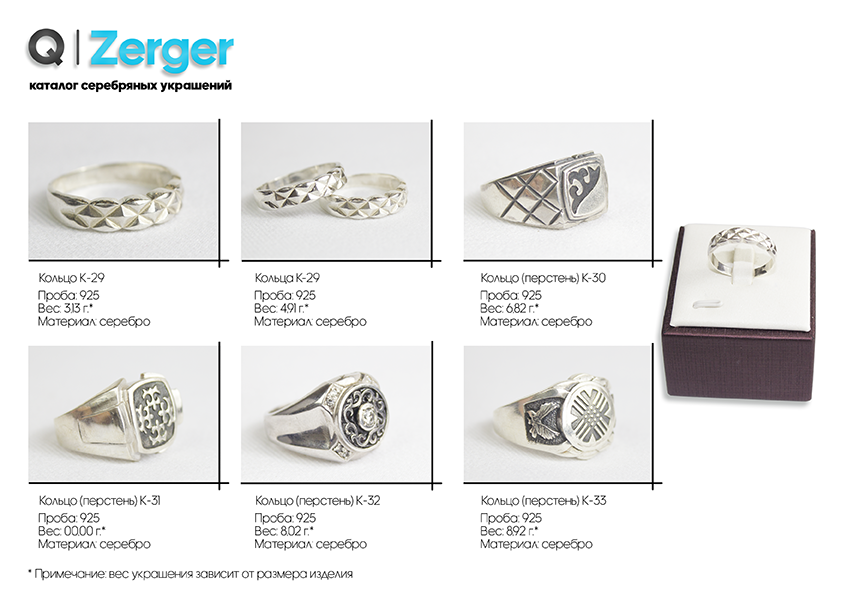 Q | Zerger
каталог серебряных украшений
Кольцо К-29
Проба: 925
Вес: 3.13 г.*
Материал: серебро
Кольца К-29
Проба: 925
Вес: 4.91 г.*
Материал: серебро
Кольцо (перстень) К-30
Проба: 925
Вес: 6.82 г.*
Материал: серебро
Кольцо (перстень) К-31
Проба: 925
Вес: 00.00 г.*
Материал: серебро
Кольцо (перстень) К-32
Проба: 925
Вес: 8.02 г.*
Материал: серебро
Кольцо (перстень) К-33
Проба: 925
Вес: 8.92 г.*
Материал: серебро
* Примечание: вес украшения зависит от размера изделия